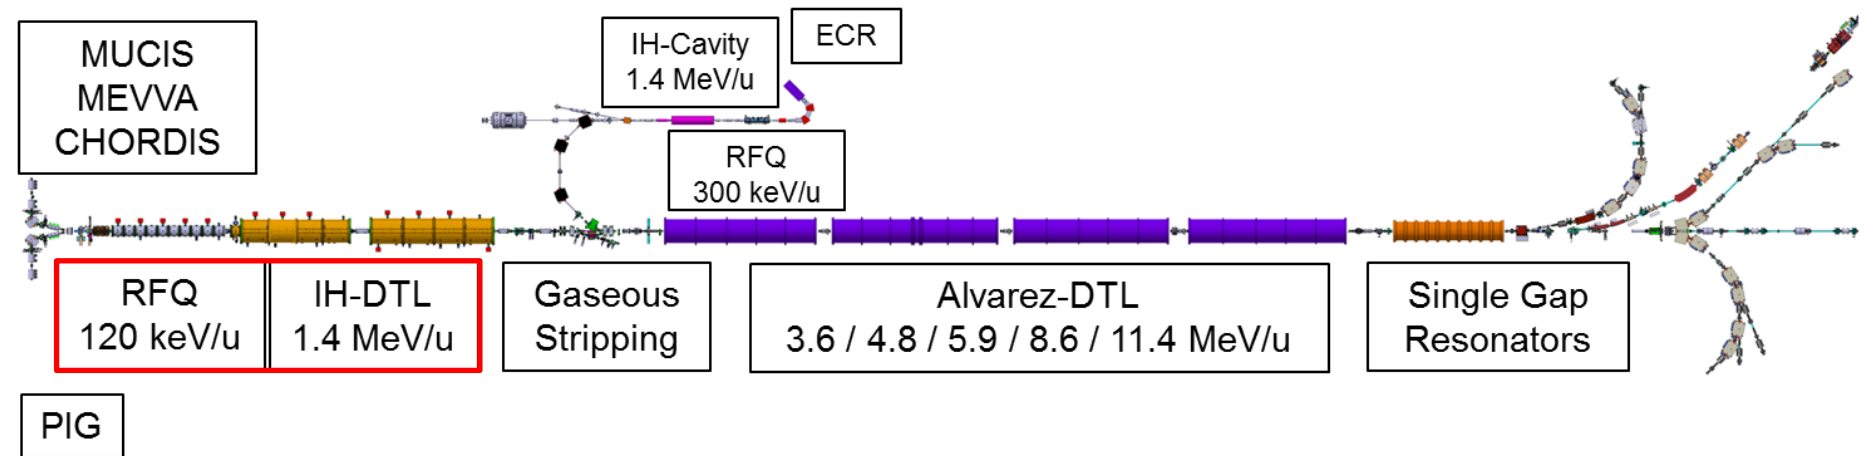 MUCIS
MEVVA
CHORDIS
IH-Cavity
1.4 MeV/u
ECR
RFQ
300 keV/u
RFQ
120 keV/u
IH-DTL
1.4 MeV/u
Gaseous
Stripping
Alvarez-DTL
3.6 / 4.8 / 5.9 / 8.6 / 11.4 MeV/u
Single Gap
Resonators
PIG